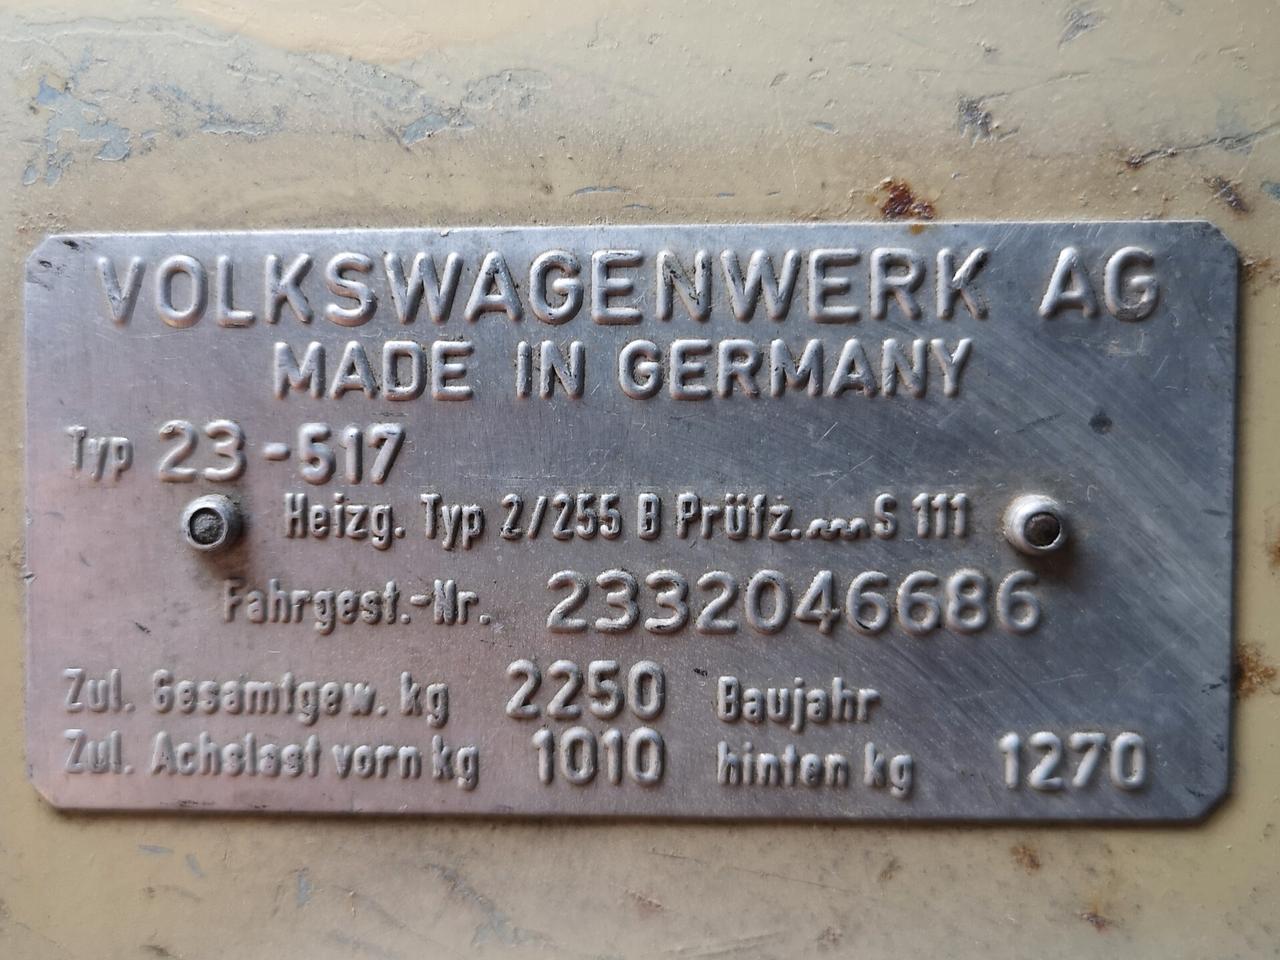 VOLKSWAGENWERK AG
MADE IN GERMANY
Typ 23-517
Heizg. Typ 2/255 B Prüfz. ~~~S 111
Fahrgest.-Nr. 2332046686
Zul. Gesamtgew. kg 2250 Baujahr
Zul. Achslast vorn kg 1010 hinten kg 1270